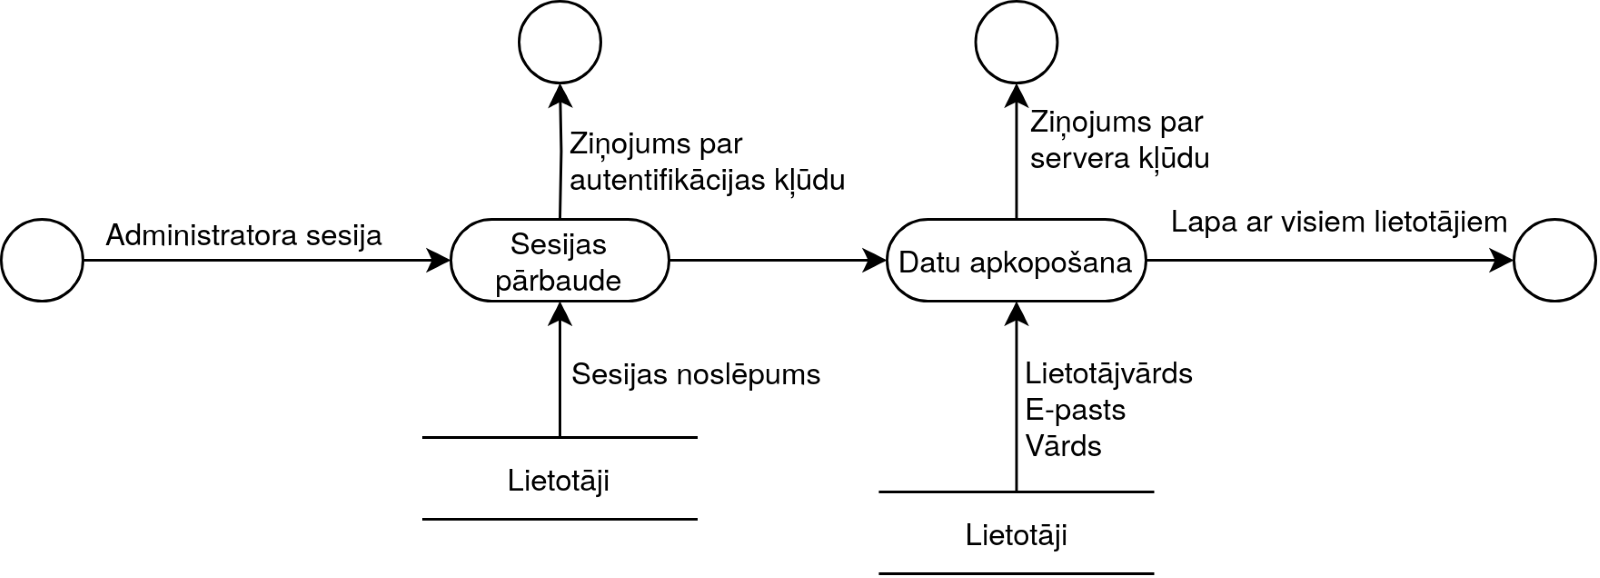 Ziņojums par
autentifikācijas kļūdu
Ziņojums par
servera kļūdu
Administratora sesija
Sesijas
pārbaude
Datu apkopošana
Lapa ar visiem lietotājiem
Sesijas noslēpums
Lietotājvārds
E-pasts
Vārds
Lietotāji
Lietotāji